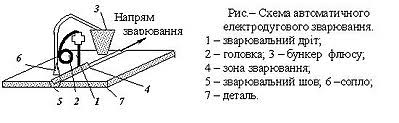 3
Напрям
зварювання
6
5 2 1 7 4
Рис.– Схема автоматичного
електродугового зварювання.
1 – зварювальний дріт;
2 – головка; 3 – бункер флюсу;
4 – зона зварювання;
5 – зварювальний шов; 6 –сопло;
7 – деталь.